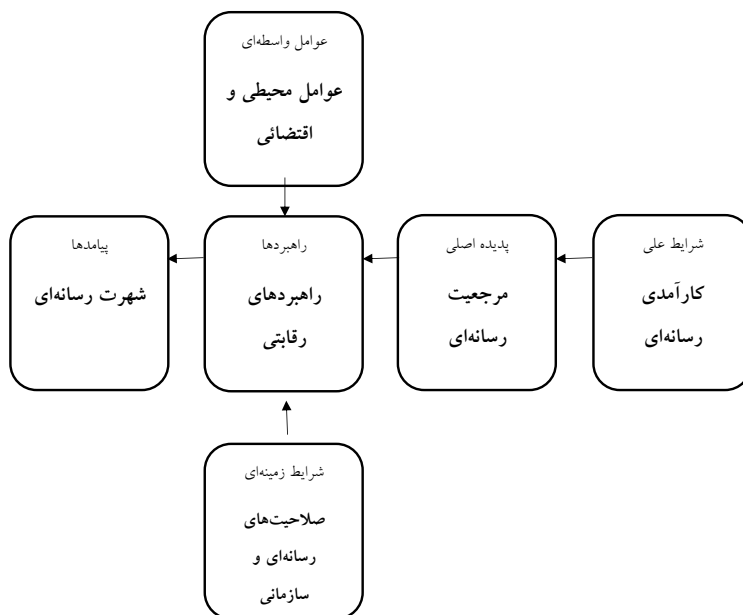 عوامل واسطه‌ای
عوامل محیطی و
اقتضائی
شرایط علی
کارآمدی
رسانه‌ای
پدیده اصلی
مرجعیت
رسانه‌ای
راهبردها
راهبردهای
رقابتی
پیامدها
شهرت رسانه‌ای
شرایط زمینه‌ای
صلاحیت‌های
رسانه‌ای و
سازمانی